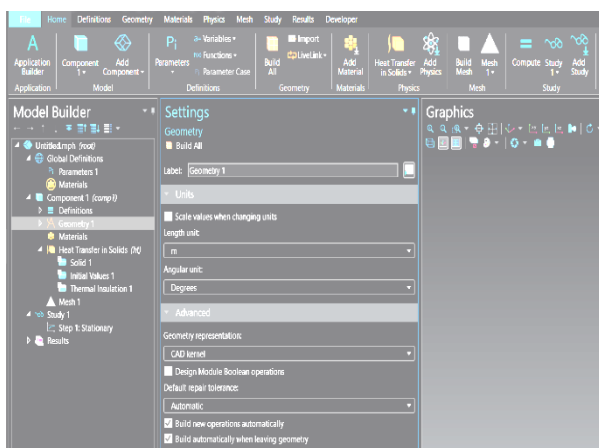 File Home Definitions Geometry Materials Physics Mesh Study Results Developer
Application Builder
Component 1
Add Component
Parameters
Variables
Functions
Parameter Case
Build All
Import
LiveLink
Add Material
Heat Transfer in Solids
Add Physics
Build Mesh
Mesh 1
Compute
Study 1
Add Study
Application Model Definitions Geometry Materials Physics Mesh Study
Model Builder
Untitled.mph (root)
Global Definitions
Parameters 1
Materials
Component 1 (comp1)
Definitions
Geometry 1
Materials
Heat Transfer in Solids (ht)
Solid 1
Initial Values 1
Thermal Insulation 1
Mesh 1
Study 1
Step 1: Stationary
Results
Settings
Geometry
Build All
Label: Geometry 1
Units
Scale values when changing units
Length unit:
m
Angular unit:
Degrees
Advanced
Geometry representation:
CAD kernel
Design Module Boolean operations
Default repair tolerance:
Automatic
Build new operations automatically
Build automatically when leaving geometry
Graphics